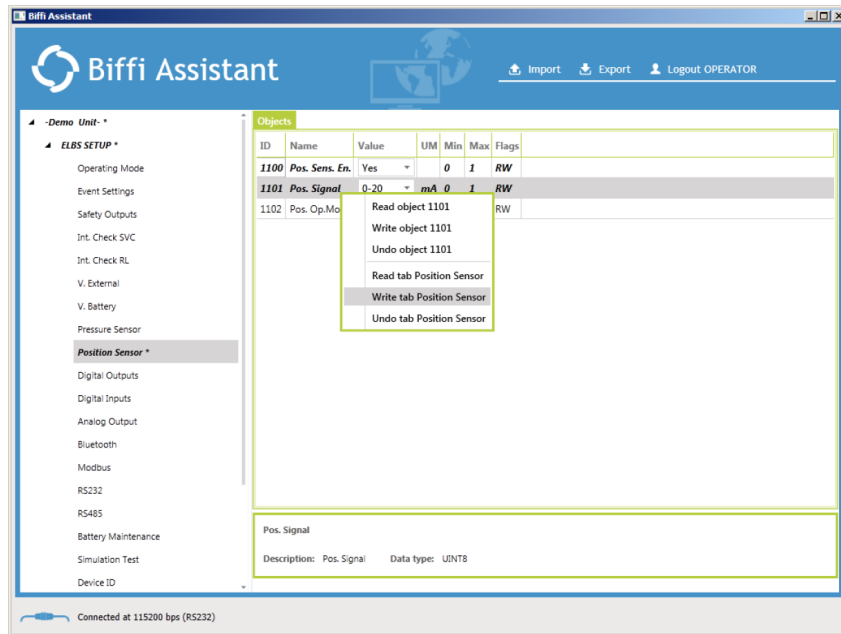 Biffi Assistant
Biffi Assistant
Import Export Logout OPERATOR
-Demo Unit- *
ELBS SETUP *
Operating Mode
Event Settings
Safety Outputs
Int. Check SVC
Int. Check RL
V. External
V. Battery
Pressure Sensor
Position Sensor *
Digital Outputs
Digital Inputs
Analog Output
Bluetooth
Modbus
RS232
RS485
Battery Maintenance
Simulation Test
Device ID
Objects
ID Name Value UM Min Max Flags
1100 Pos. Sens. En. Yes 0 1 RW
1101 Pos. Signal 0-20 mA 0 1 RW
1102 Pos. Op.Mo RW
Read object 1101
Write object 1101
Undo object 1101
Read tab Position Sensor
Write tab Position Sensor
Undo tab Position Sensor
Pos. Signal
Description: Pos. Signal Data type: UINT8
Connected at 115200 bps (RS232)